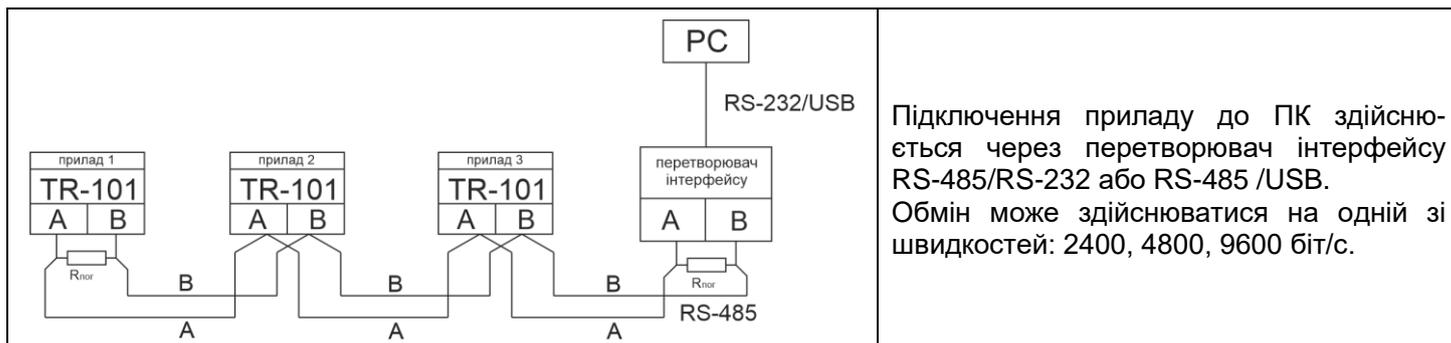 PC
RS-232/USB
прилад 1
TR-101
A B
прилад 2
TR-101
A B
прилад 3
TR-101
A B
перетворювач
інтерфейсу
A B
Rпог
B
B
B
Rпог
A
A
A
RS-485
Підключення приладу до ПК здійсню-
ється через перетворювач інтерфейсу
RS-485/RS-232 або RS-485 /USB.
Обмін може здійснюватися на одній зі
швидкостей: 2400, 4800, 9600 біт/с.